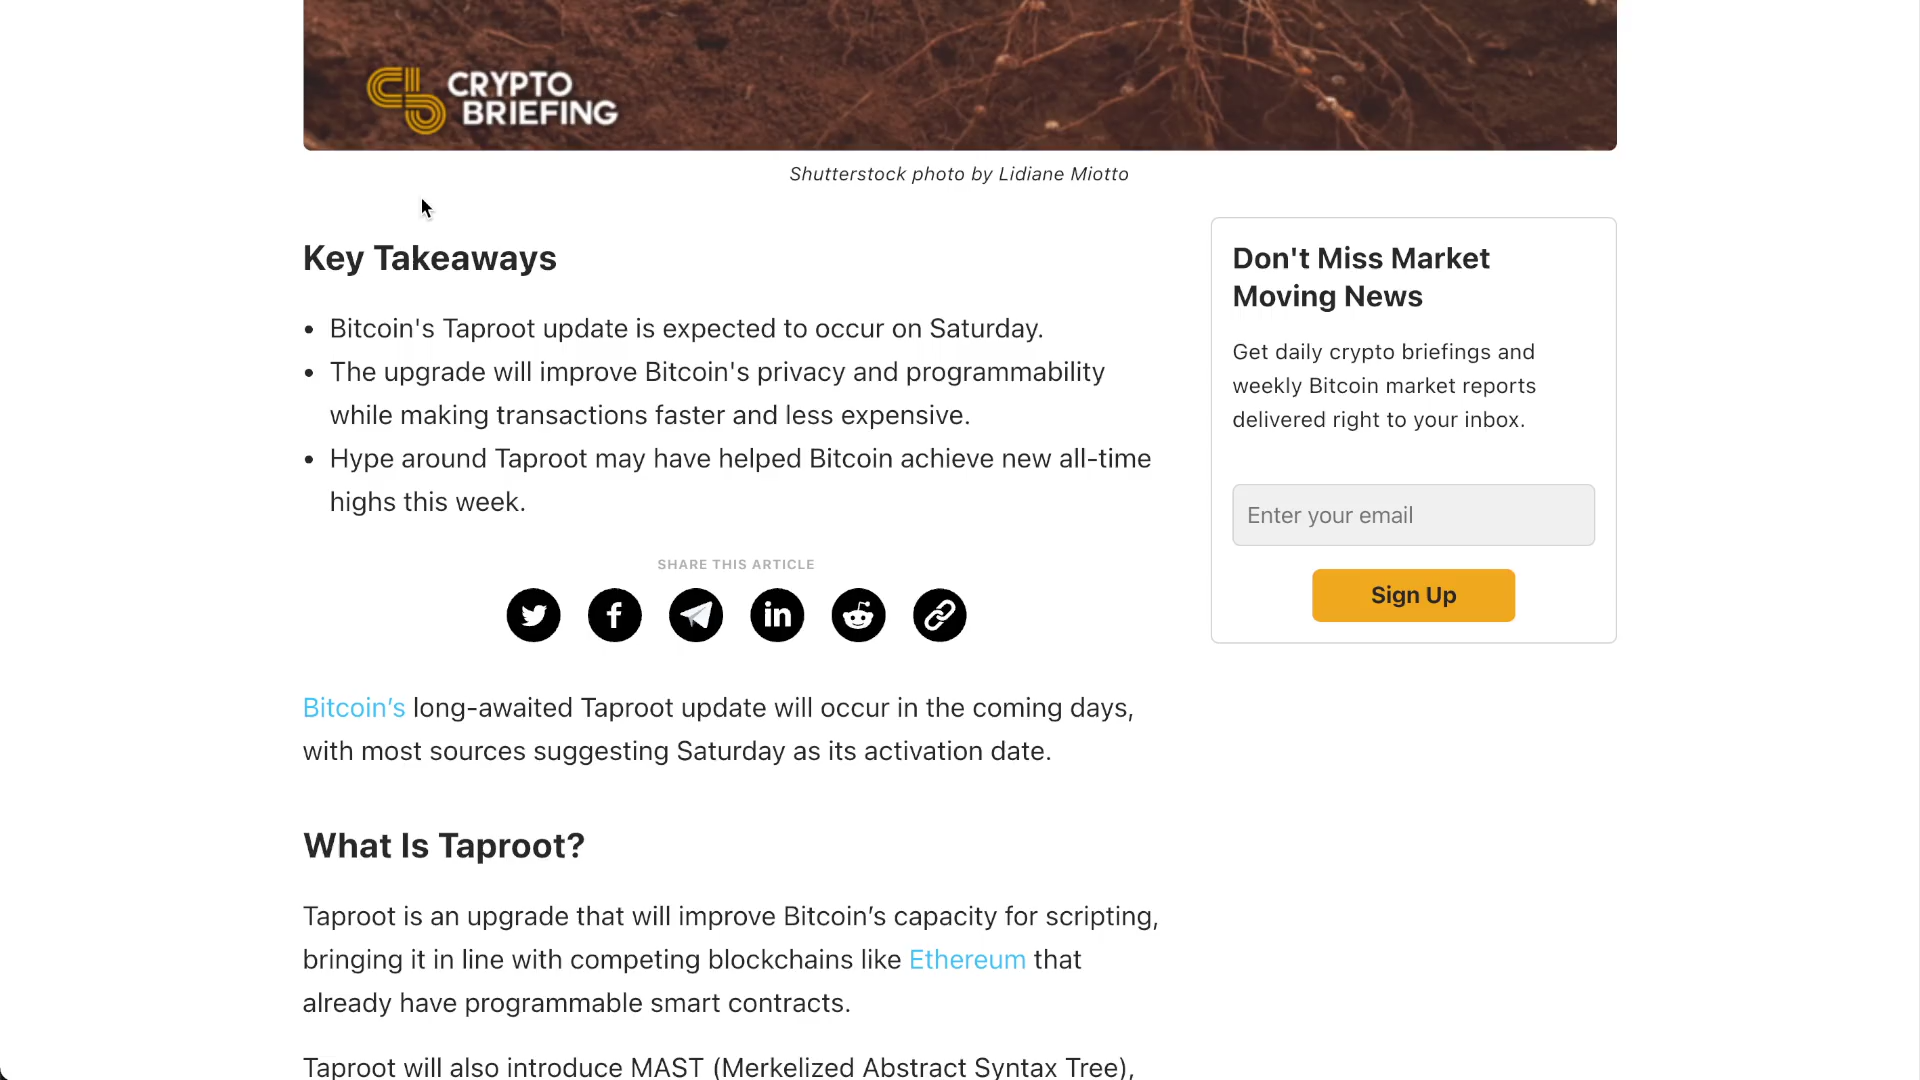 CRYPTO
BRIEFING
Shutterstock photo by Lidiane Miotto
Key Takeaways
• Bitcoin's Taproot update is expected to occur on Saturday.
• The upgrade will improve Bitcoin's privacy and programmability
while making transactions faster and less expensive.
• Hype around Taproot may have helped Bitcoin achieve new all-time
highs this week.
SHARE THIS ARTICLE
Bitcoin’s long-awaited Taproot update will occur in the coming days,
with most sources suggesting Saturday as its activation date.
What Is Taproot?
Taproot is an upgrade that will improve Bitcoin’s capacity for scripting,
bringing it in line with competing blockchains like Ethereum that
already have programmable smart contracts.
Taproot will also introduce MAST (Merkelized Abstract Syntax Tree),
Don't Miss Market
Moving News
Get daily crypto briefings and
weekly Bitcoin market reports
delivered right to your inbox.
Enter your email
Sign Up